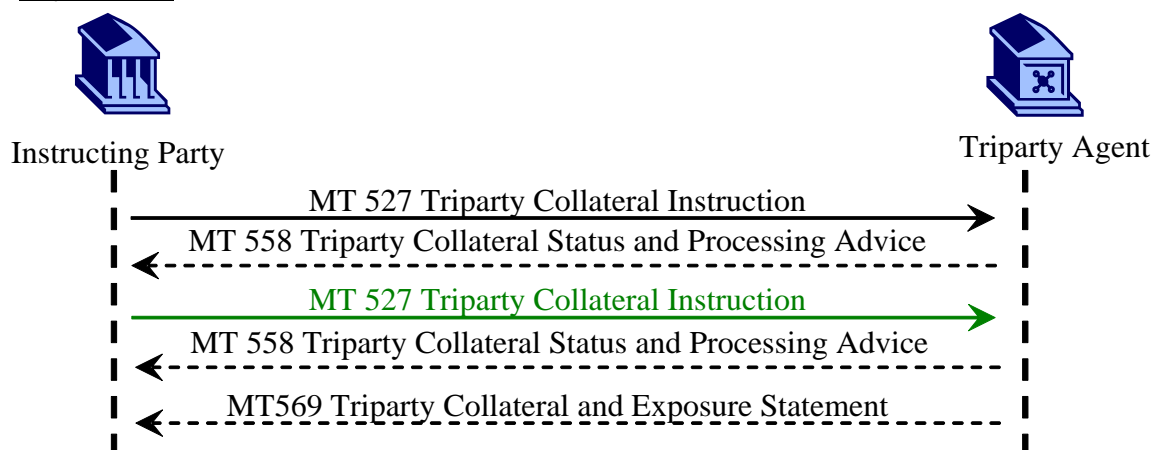 Instructing Party
Triparty Agent
MT 527 Triparty Collateral Instruction
MT 558 Triparty Collateral Status and Processing Advice
MT 527 Triparty Collateral Instruction
MT 558 Triparty Collateral Status and Processing Advice
MT569 Triparty Collateral and Exposure Statement